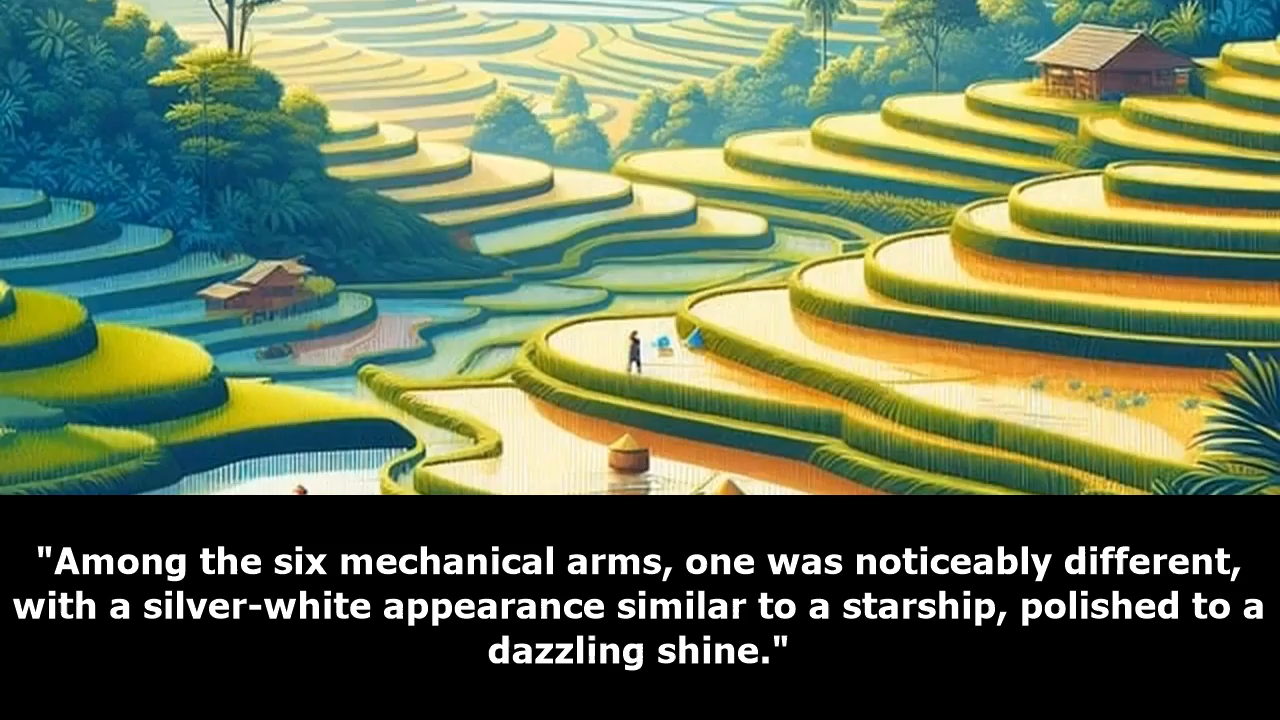 "Among the six mechanical arms, one was noticeably different,
with a silver-white appearance similar to a starship, polished to a
dazzling shine."